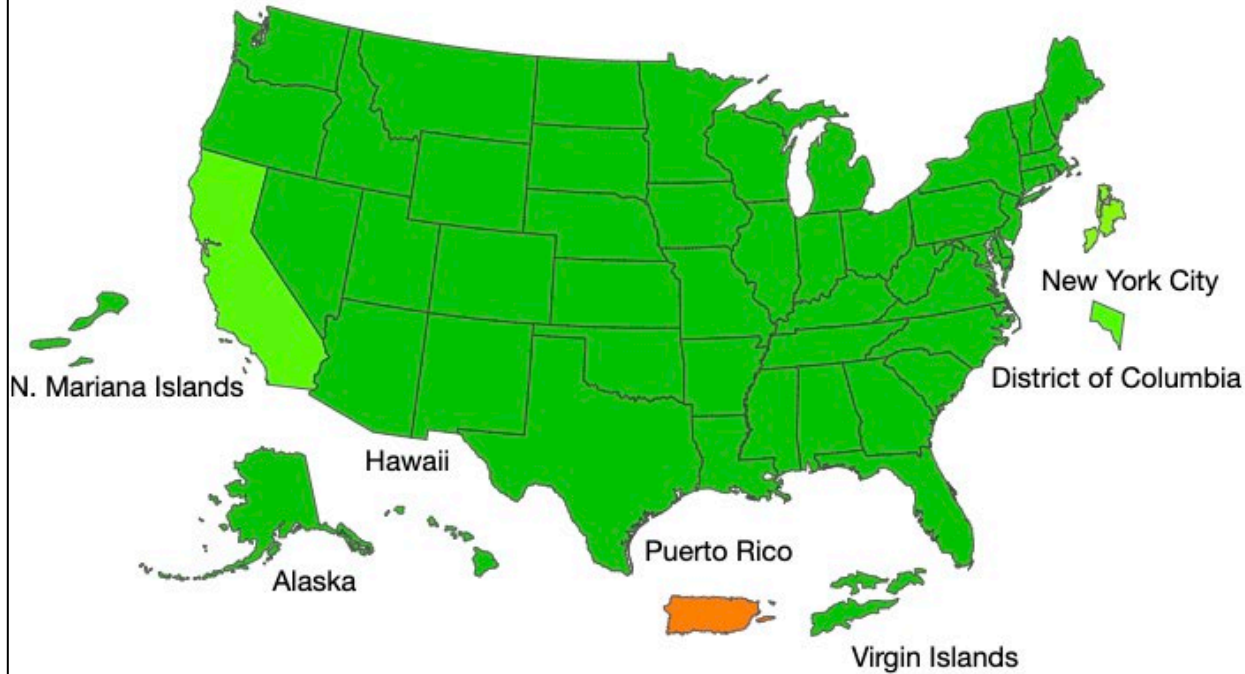 New York City
N. Mariana Islands
District of Columbia
Hawaii
Puerto Rico
Alaska
Virgin Islands